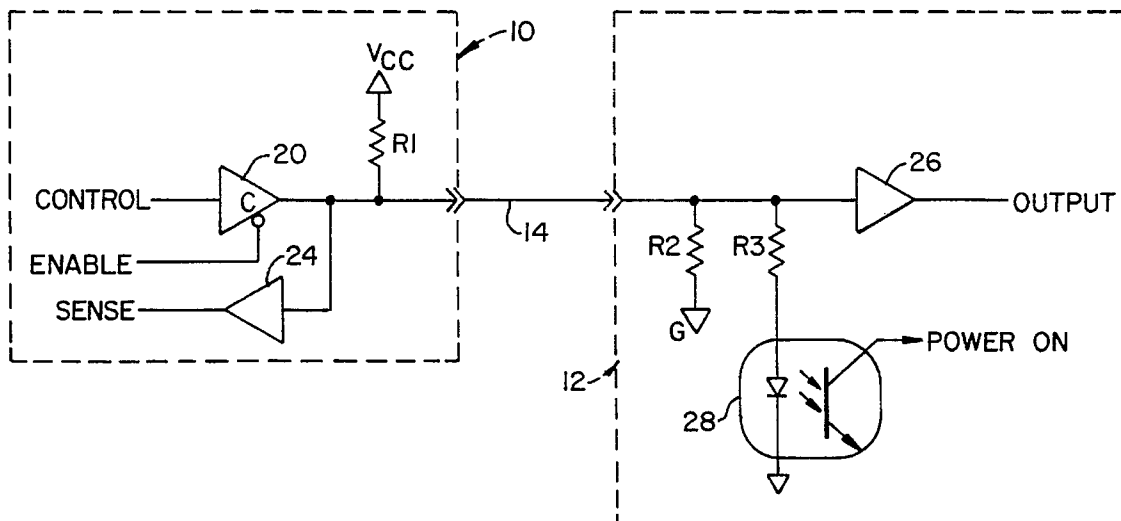 10
VCC
R1
20
CONTROL
C
26
OUTPUT
14
ENABLE
24
R2
R3
SENSE
G
POWER ON
12
28